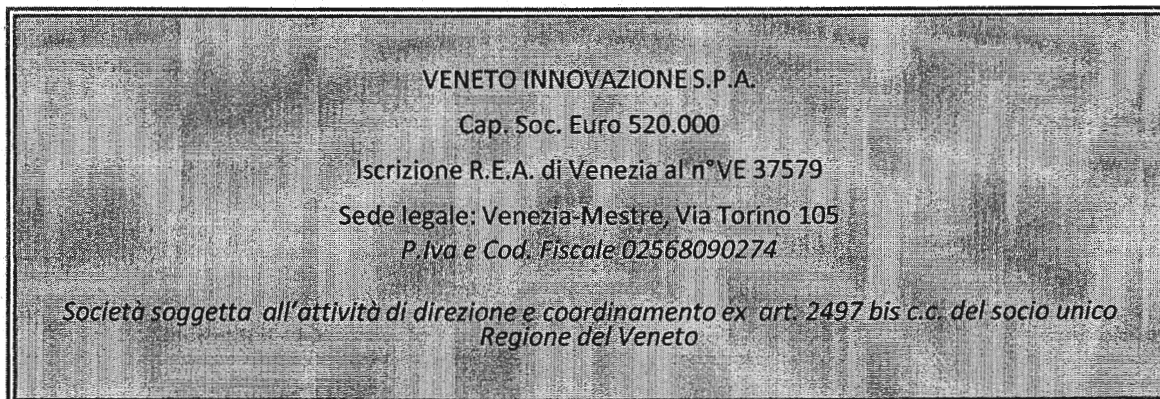 VENETO INNOVAZIONE S.P.A.
Cap. Soc. Euro 520.000
Iscrizione R.E.A. di Venezia al n°VE 37579
Sede legale: Venezia-Mestre, Via Torino 105
P.Iva e Cod. Fiscale 02568090274
Società soggetta all'attività di direzione e coordinamento ex art. 2497 bis c.c. del socio unico
Regione del Veneto